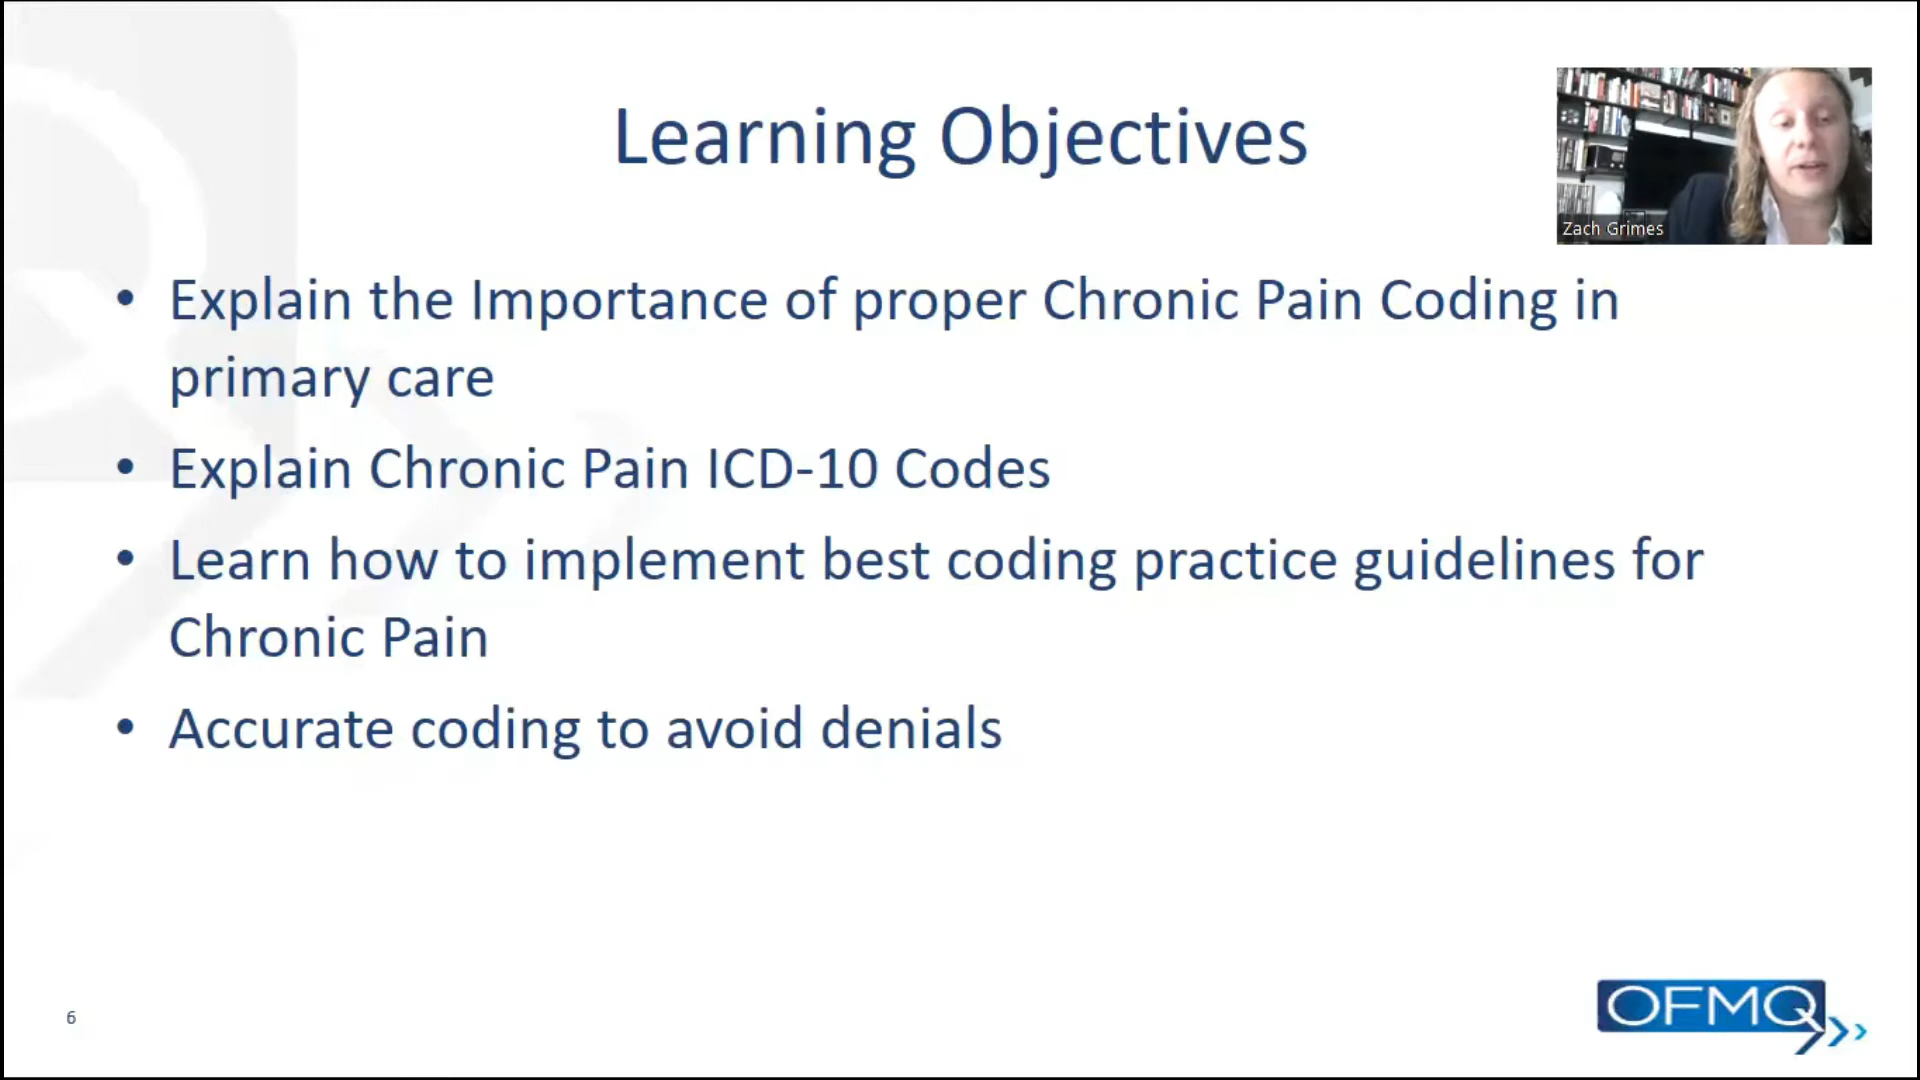 Learning Objectives
Zach Grimes
• Explain the Importance of proper Chronic Pain Coding in
primary care
• Explain Chronic Pain ICD-10 Codes
• Learn how to implement best coding practice guidelines for
Chronic Pain
• Accurate coding to avoid denials
6
OFMQ